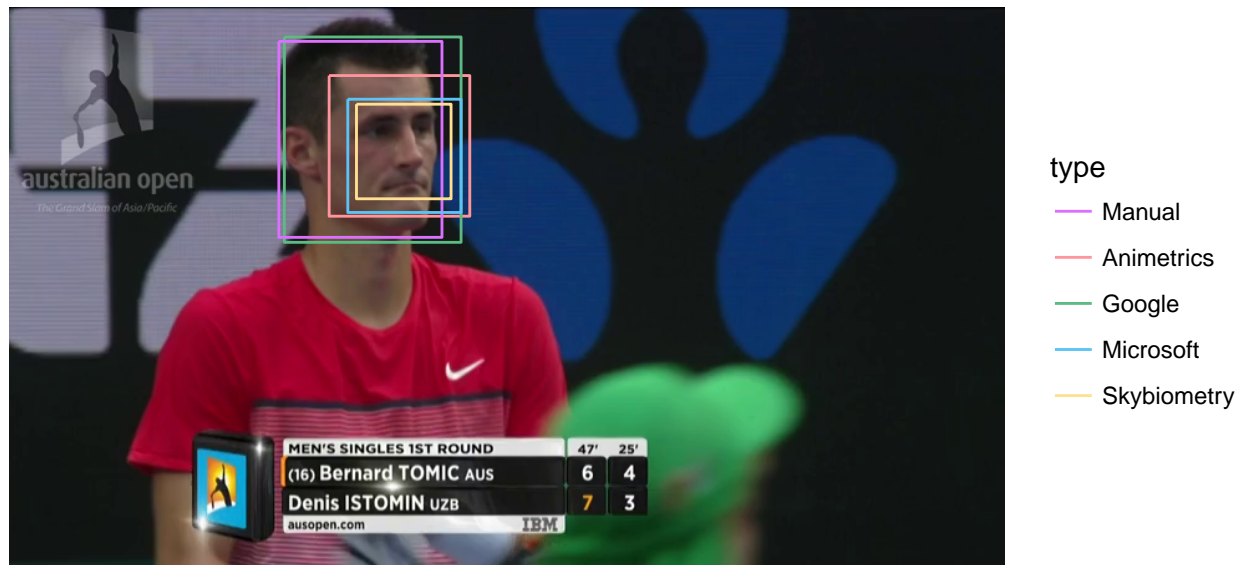 australian open
The Grand Slam of Asia/Pacific
type
Manual
Animetrics
Google
Microsoft
Skybiometry
MEN'S SINGLES 1ST ROUND 47' 25'
(16) Bernard TOMIC AUS 6 4
Denis ISTOMIN UZB 7 3
ausopen.com IBM